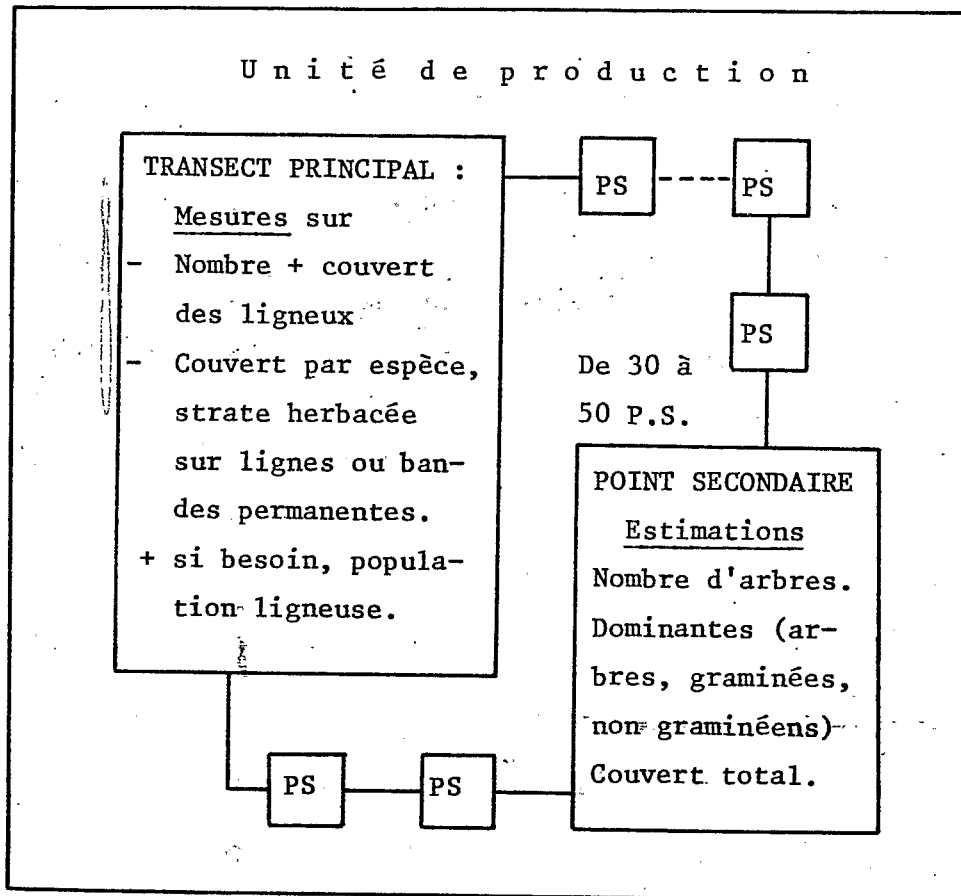 Unité de production
TRANSECT PRINCIPAL :
Mesures sur
- Nombre + couvert
des ligneux
- Couvert par espèce,
strate herbacée
sur lignes ou ban-
des permanentes.
+ si besoin, popula-
tion ligneuse.
PS
PS
PS
De 30 à
50 P.S.
POINT SECONDAIRE
Estimations
Nombre d'arbres.
Dominantes (ar-
bres, graminées,
non graminéens)
Couvert total.
PS
PS